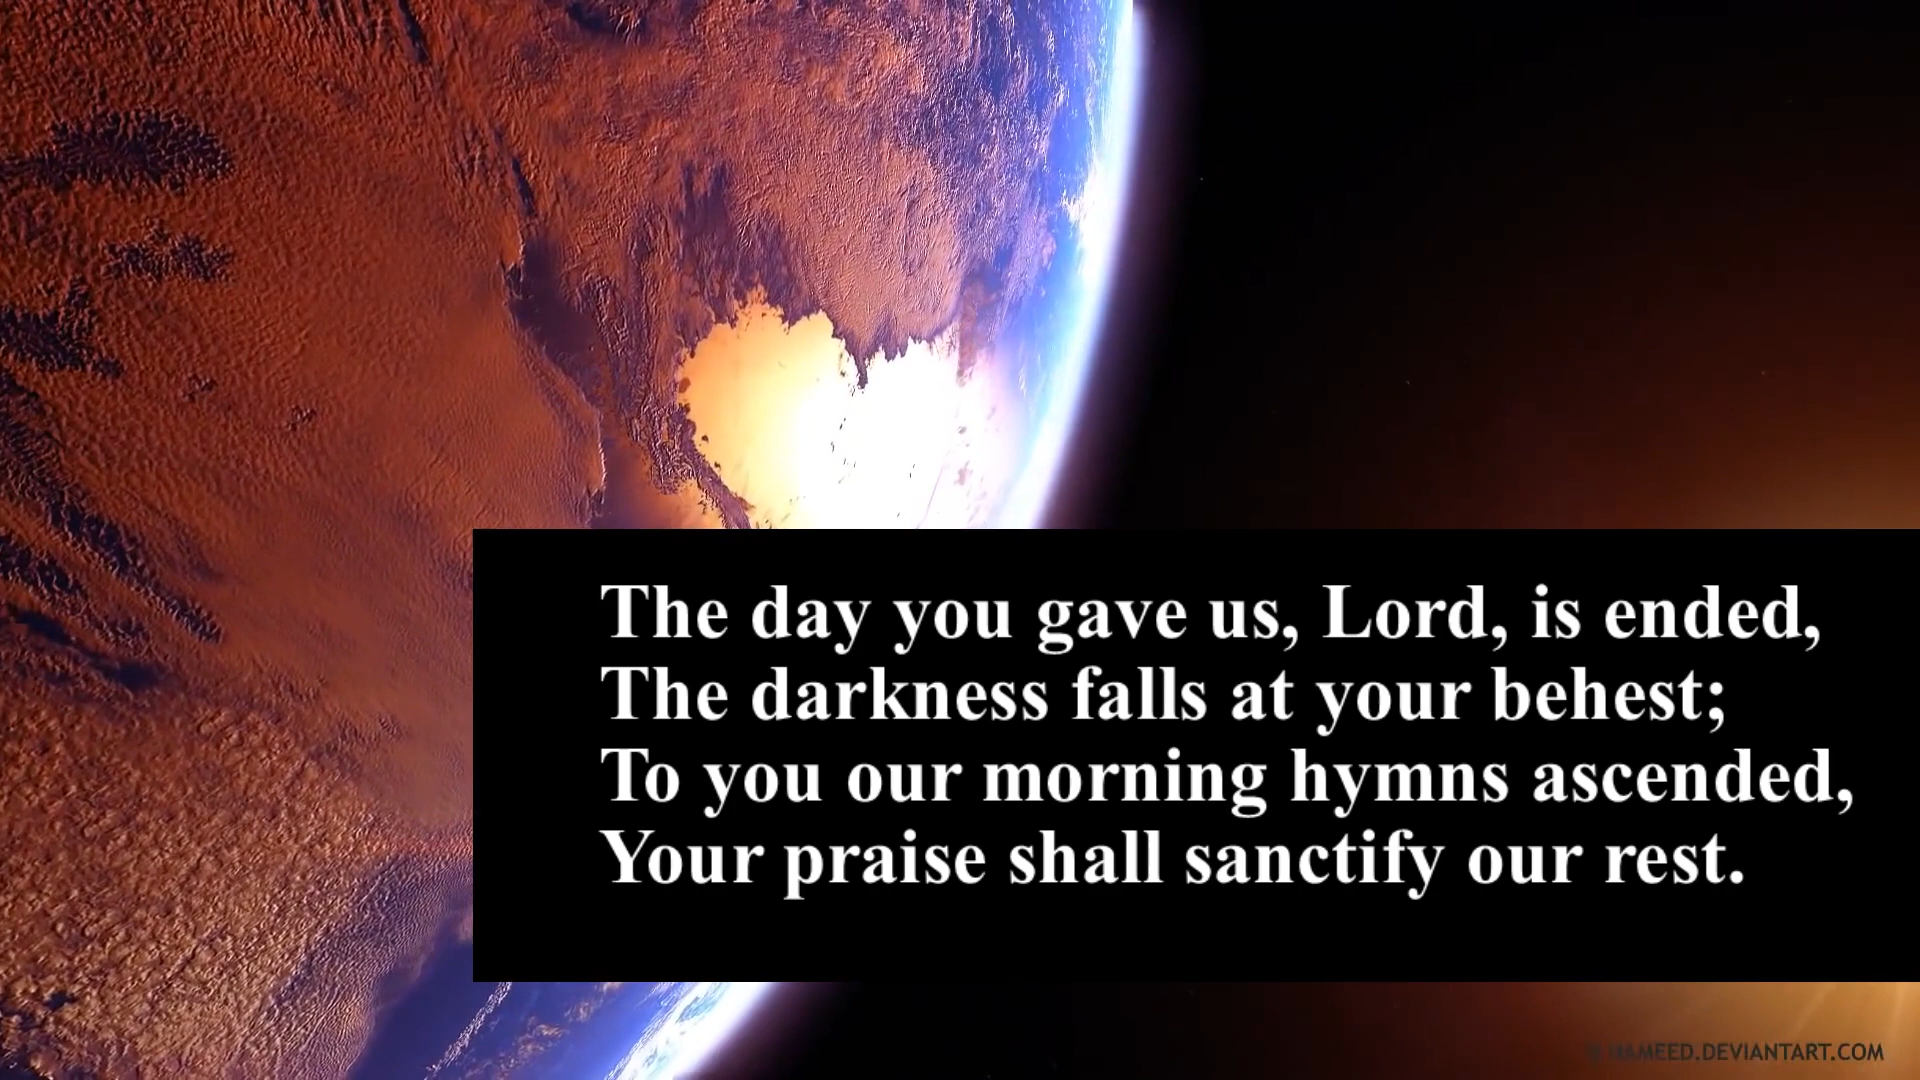 The day you gave us, Lord, is ended,
The darkness falls at your behest;
To you our morning hymns ascended,
Your praise shall sanctify our rest.
HAMEED.DEVIANTART.COM